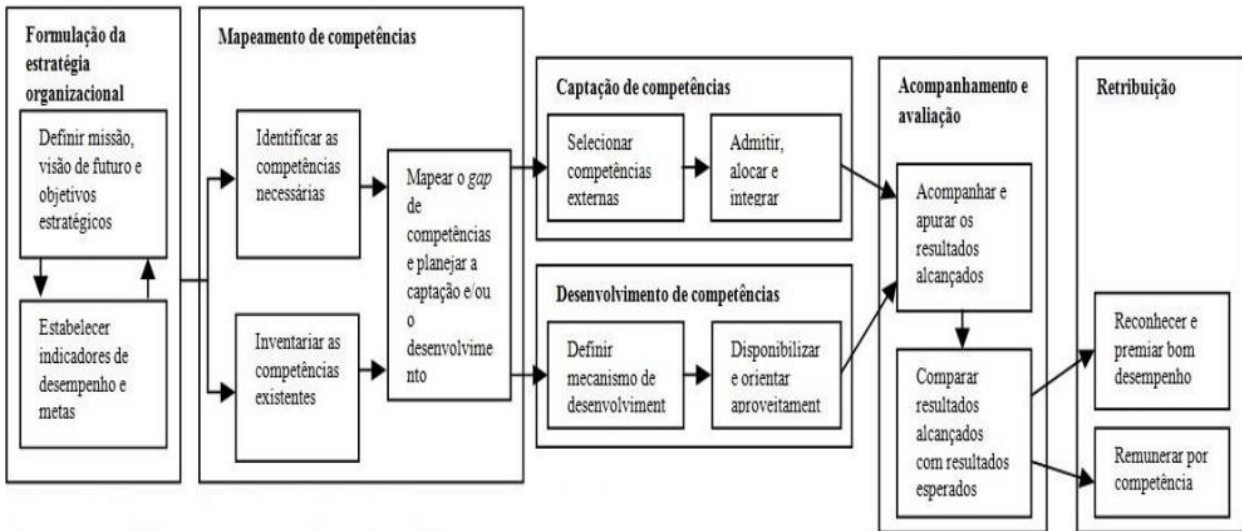 Formulação da
estratégia
organizacional
Definir missão,
visão de futuro e
objetivos
estratégicos
Estabelecer
indicadores de
desempenho e
metas
Mapeamento de competências
Identificar as
competências
necessárias
Inventariar as
competências
existentes
Mapear o gap
de
competências
e planejar a
captação e/ou
o
desenvolvime
nto
Captação de competências
Selecionar
competências
externas
Admitir,
alocar e
integrar
Desenvolvimento de competências
Definir
mecanismo de
desenvolviment
Disponibilizar
e orientar
aproveitament
Acompanhamento e
avaliação
Acompanhar e
apurar os
resultados
alcançados
Comparar
resultados
alcançados
com resultados
esperados
Retribuição
Reconhecer e
premiar bom
desempenho
Remunerar por
competência